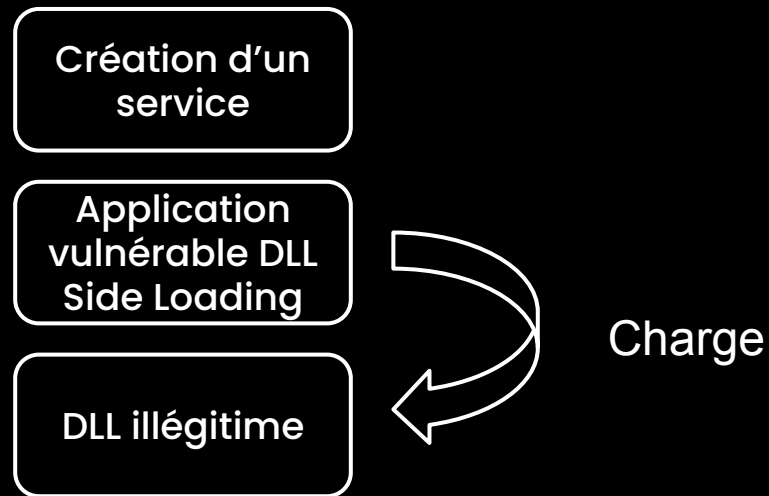 Création d’un
service
Application
vulnérable DLL
Side Loading
Charge
DLL illégitime